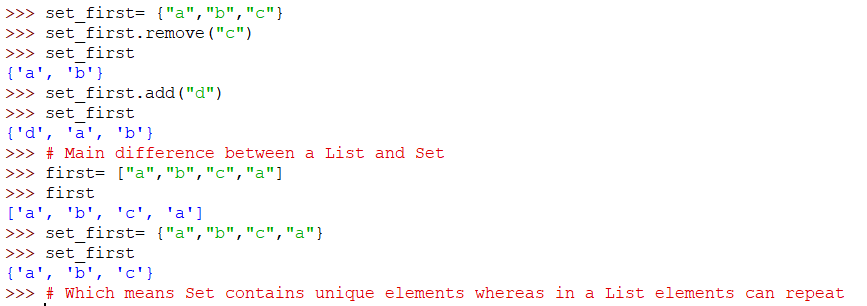 >>> set_first= {"a","b","c"}
>>> set_first.remove("c")
>>> set_first
{'a', 'b'}
>>> set_first.add("d")
>>> set_first
{'d', 'a', 'b'}
>>> # Main difference between a List and Set
>>> first= ["a","b","c","a"]
>>> first
['a', 'b', 'c', 'a']
>>> set_first= {"a","b","c","a"}
>>> set_first
{'a', 'b', 'c'}
>>> # Which means Set contains unique elements whereas in a List elements can repeat